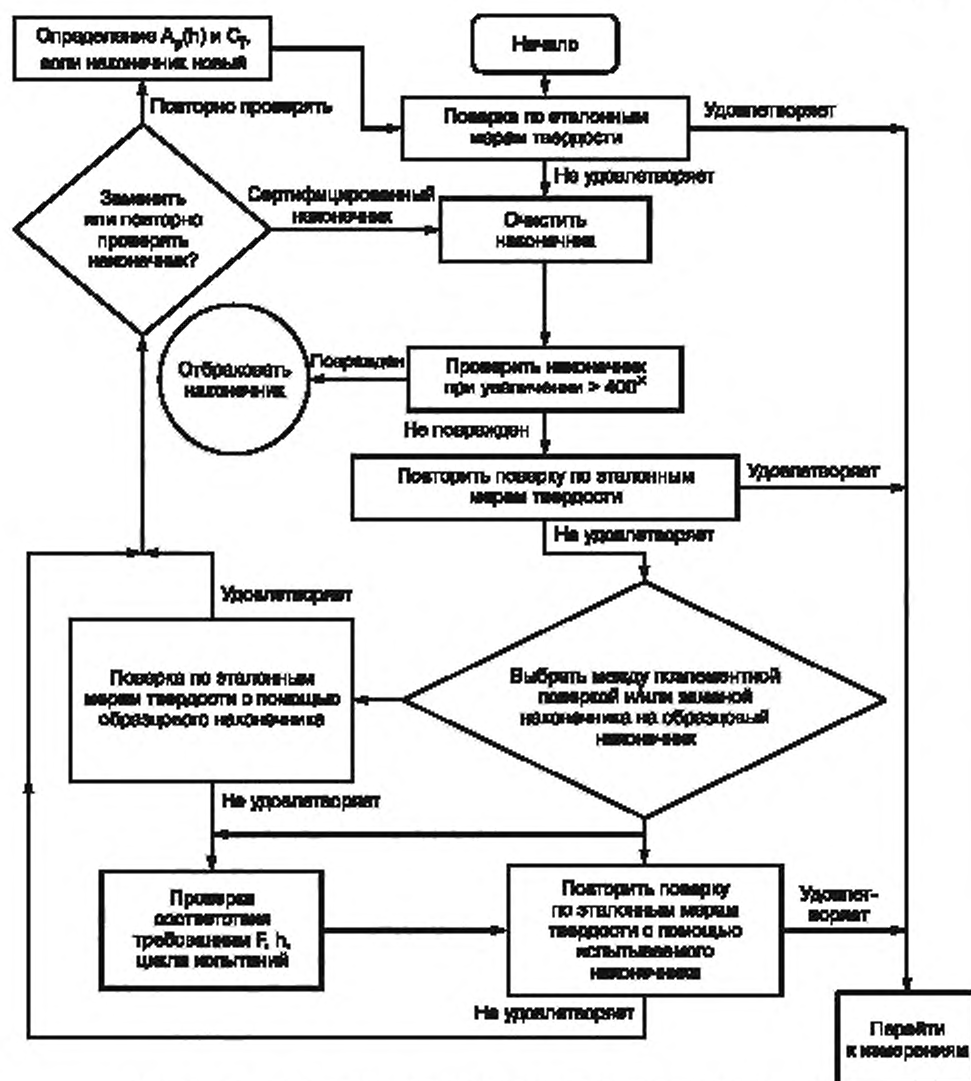 Определение Aₚ(h) и Cт,
если наконечник новый
Начало
Повторно проверять
Поверка по эталонным
мерам твердости
Удовлетворяет
Не удовлетворяет
Заменить
или повторно
проверять
наконечник?
Сертифицированный
наконечник
Очистить
наконечник
Отбраковать
наконечник
Поврежден
Проверить наконечник
при увеличении > 400ˣ
Не поврежден
Повторить поверку по эталонным
мерам твердости
Удовлетворяет
Не удовлетворяет
Удовлетворяет
Поверка по эталонным
мерам твердости с помощью
образцового наконечника
Выбрать между поэлементной
поверкой и/или заменой
наконечника на образцовый
наконечник
Не удовлетворяет
Проверка
соответствия
требованиям F, h,
цикла испытаний
Повторить поверку
по эталонным мерам
твердости с помощью
испытываемого
наконечника
Удовлет-
воряет
Не удовлетворяет
Перейти
к измерениям